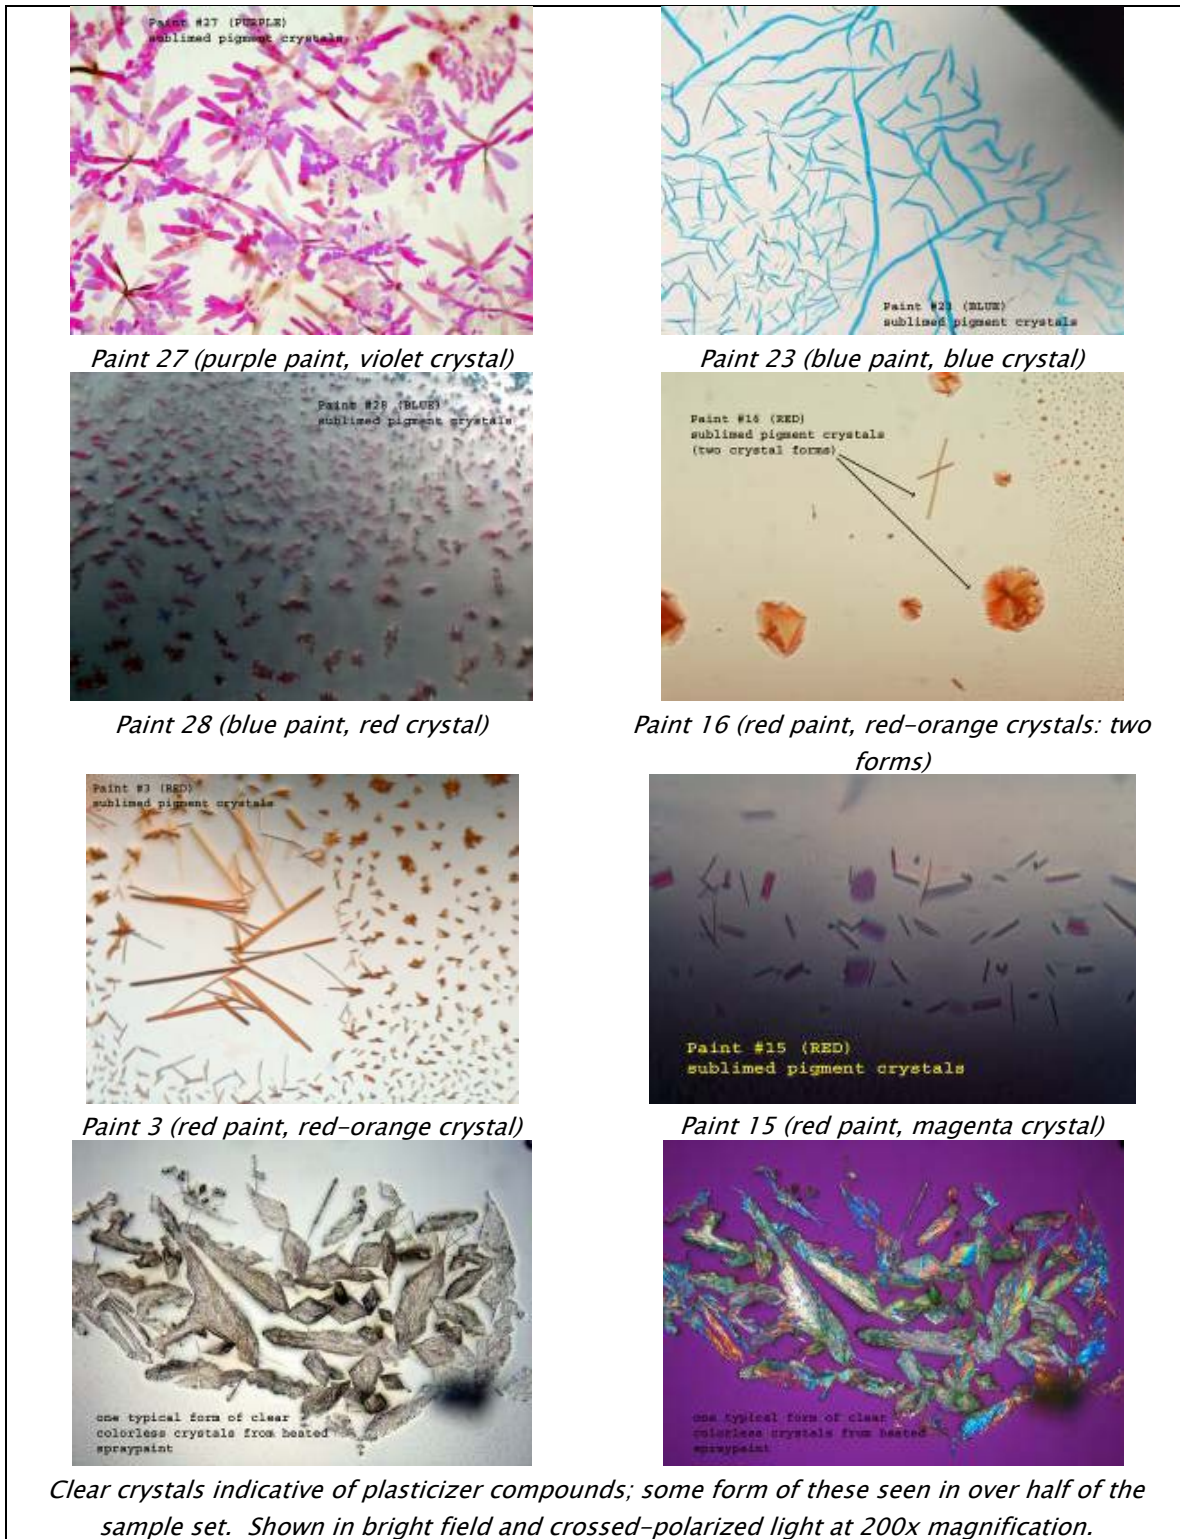 Paint #27 (PURPLE)
sublimed pigment crystals
Paint #23 (BLUE)
sublimed pigment crystals
Paint 27 (purple paint, violet crystal)
Paint 23 (blue paint, blue crystal)
Paint #28 (BLUE)
sublimed pigment crystals
Paint #16 (RED)
sublimed pigment crystals
(two crystal forms)
Paint 28 (blue paint, red crystal)
Paint 16 (red paint, red-orange crystals: two
forms)
Paint #3 (RED)
sublimed pigment crystals
Paint #15 (RED)
sublimed pigment crystals
Paint 3 (red paint, red-orange crystal)
Paint 15 (red paint, magenta crystal)
one typical form of clear
colorless crystals from heated
spraypaint
one typical form of clear
colorless crystals from heated
spraypaint
Clear crystals indicative of plasticizer compounds; some form of these seen in over half of the
sample set.  Shown in bright field and crossed-polarized light at 200x magnification.